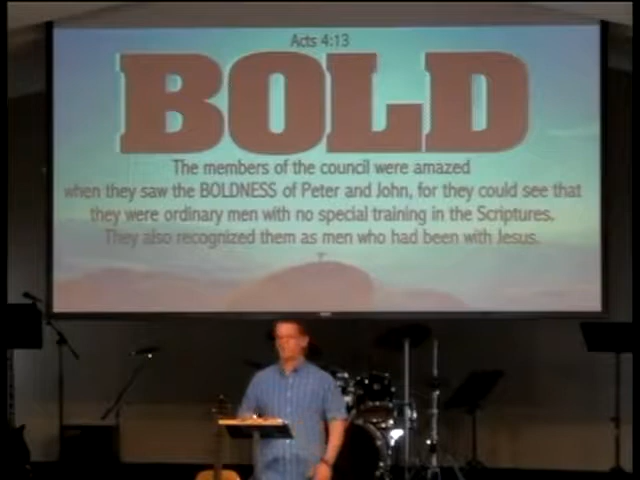 Acts 4:13
BOLD
The members of the council were amazed
when they saw the BOLDNESS of Peter and John, for they could see that
they were ordinary men with no special training in the Scriptures.
They also recognized them as men who had been with Jesus.